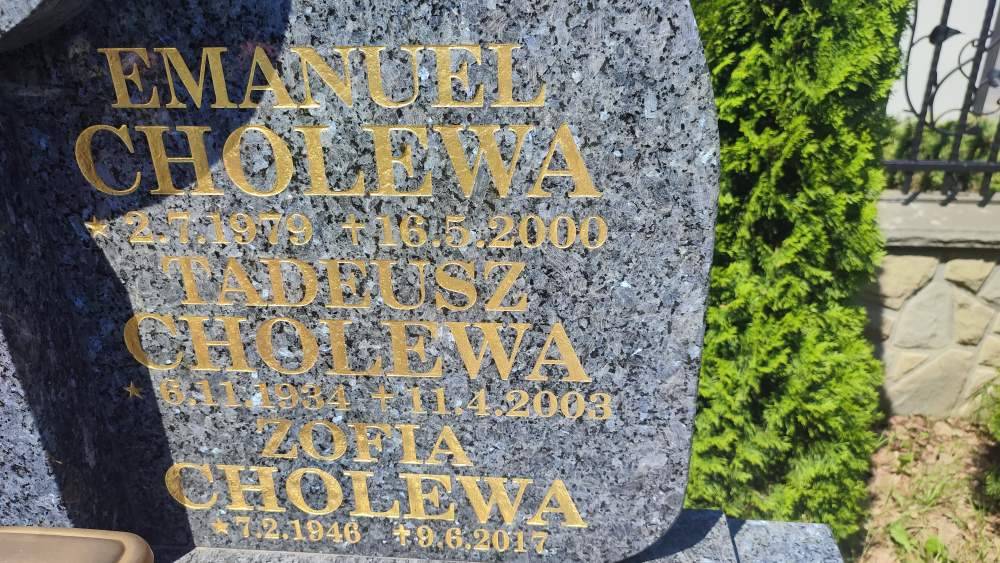 EMANUEL
CHOLEWA
★ 2.7.1979 ✝ 16.5.2000
TADEUSZ
CHOLEWA
★ 6.11.1934 ✝ 11.4.2003
ZOFIA
CHOLEWA
★ 7.2.1946 ✝ 9.6.2017